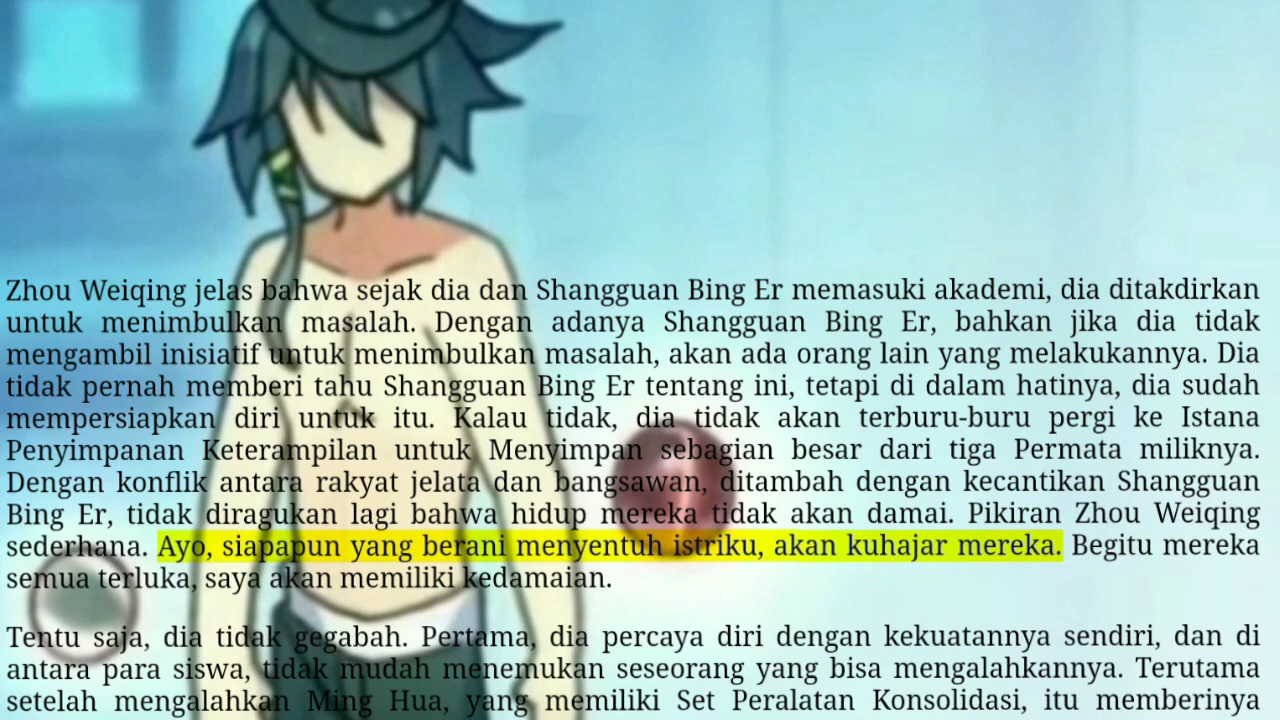 Zhou Weiqing jelas bahwa sejak dia dan Shangguan Bing Er memasuki akademi, dia ditakdirkan
untuk menimbulkan masalah. Dengan adanya Shangguan Bing Er, bahkan jika dia tidak
mengambil inisiatif untuk menimbulkan masalah, akan ada orang lain yang melakukannya. Dia
tidak pernah memberi tahu Shangguan Bing Er tentang ini, tetapi di dalam hatinya, dia sudah
mempersiapkan diri untuk itu. Kalau tidak, dia tidak akan terburu-buru pergi ke Istana
Penyimpanan Keterampilan untuk Menyimpan sebagian besar dari tiga Permata miliknya.
Dengan konflik antara rakyat jelata dan bangsawan, ditambah dengan kecantikan Shangguan
Bing Er, tidak diragukan lagi bahwa hidup mereka tidak akan damai. Pikiran Zhou Weiqing
sederhana. Ayo, siapapun yang berani menyentuh istriku, akan kuhajar mereka. Begitu mereka
semua terluka, saya akan memiliki kedamaian.
Tentu saja, dia tidak gegabah. Pertama, dia percaya diri dengan kekuatannya sendiri, dan di
antara para siswa, tidak mudah menemukan seseorang yang bisa mengalahkannya. Terutama
setelah mengalahkan Ming Hua, yang memiliki Set Peralatan Konsolidasi, itu memberinya